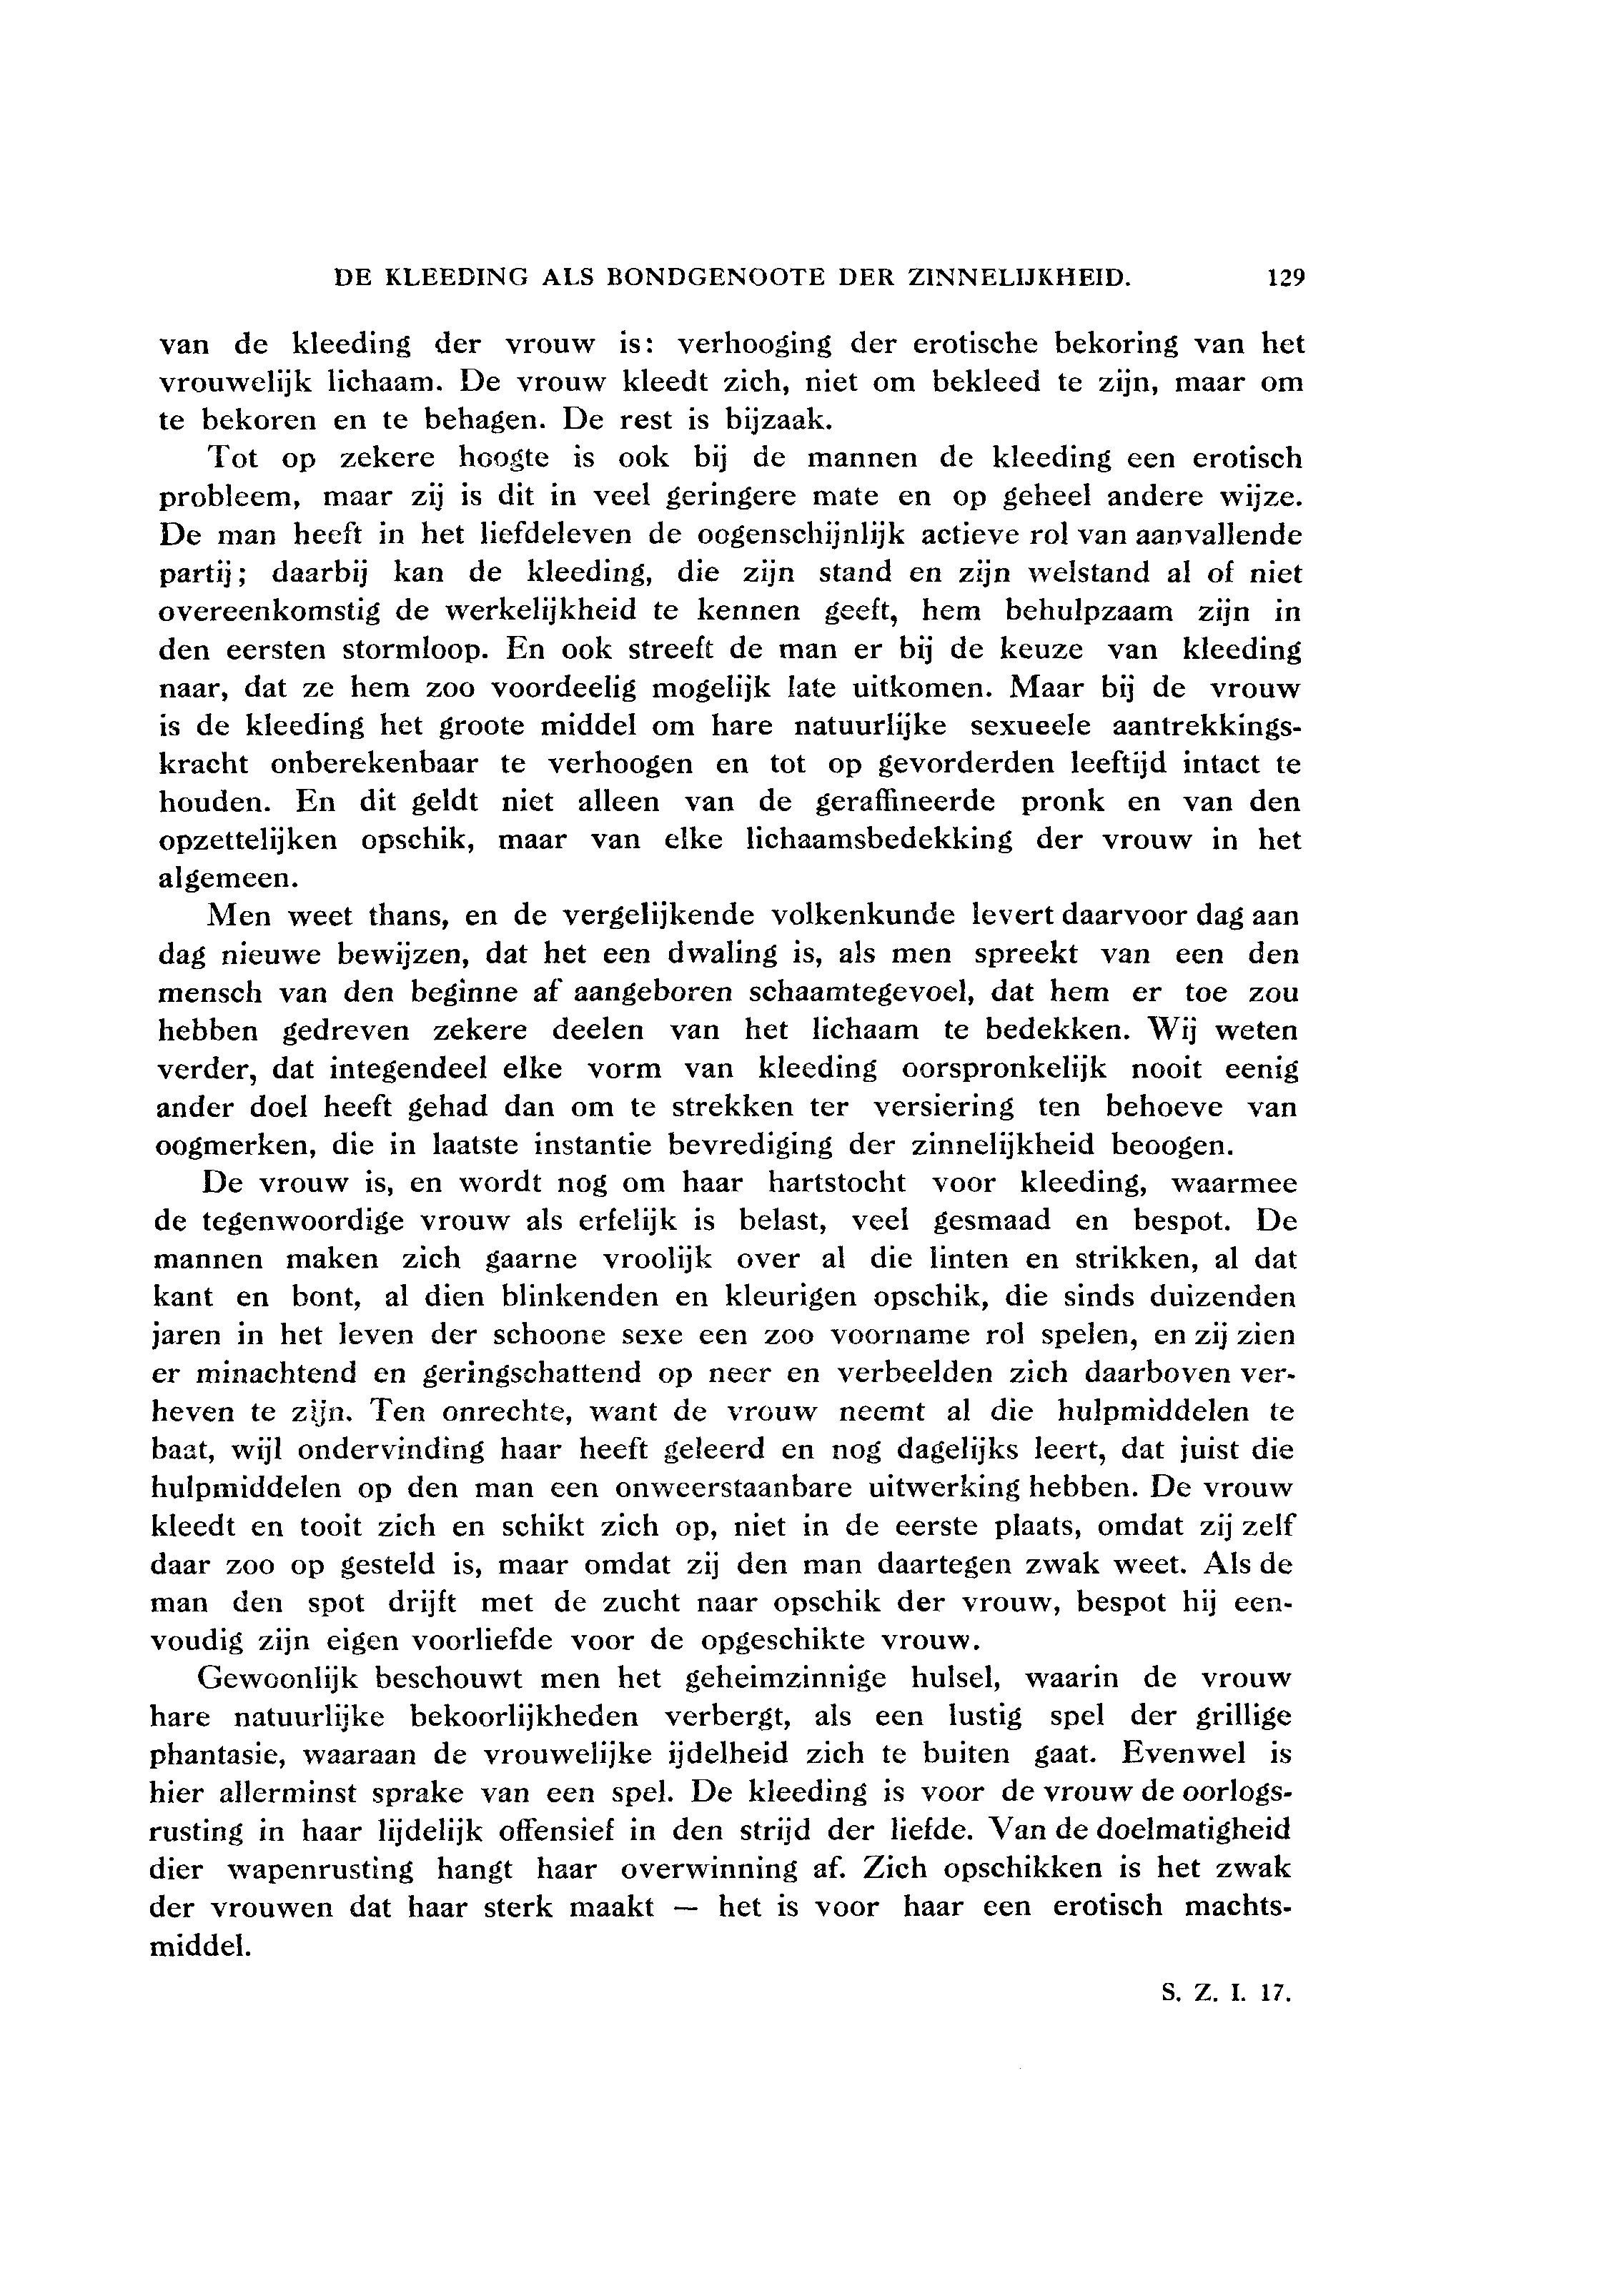 DE KLEEDING ALS BONDGENOOTE DER ZINNELIJKHEID. 129
van de kleeding der vrouw is: verhooging der erotische bekoring van het
vrouwelijk lichaam. De vrouw kleedt zich, niet om bekleed te zijn, maar om
te bekoren en te behagen. De rest is bijzaak.
Tot op zekere hoogte is ook bij de mannen de kleeding een erotisch
probleem, maar zij is dit in veel geringere mate en op geheel andere wijze.
De man heeft in het liefdeleven de oogenschijnlijk actieve rol van aanvallende
partij; daarbij kan de kleeding, die zijn stand en zijn welstand al of niet
overeenkomstig de werkelijkheid te kennen geeft, hem behulpzaam zijn in
den eersten stormloop. En ook streeft de man er bij de keuze van kleeding
naar, dat ze hem zoo voordeelig mogelijk late uitkomen. Maar bij de vrouw
is de kleeding het groote middel om hare natuurlijke sexueele aantrekkings-
kracht onberekenbaar te verhoogen en tot op gevorderden leeftijd intact te
houden. En dit geldt niet alleen van de geraffineerde pronk en van den
opzettelijken opschik, maar van elke lichaamsbedekking der vrouw in het
algemeen.
Men weet thans, en de vergelijkende volkenkunde levert daarvoor dag aan
dag nieuwe bewijzen, dat het een dwaling is, als men spreekt van een den
mensch van den beginne af aangeboren schaamtegevoel, dat hem er toe zou
hebben gedreven zekere deelen van het lichaam te bedekken. Wij weten
verder, dat integendeel elke vorm van kleeding oorspronkelijk nooit eenig
ander doel heeft gehad dan om te strekken ter versiering ten behoeve van
oogmerken, die in laatste instantie bevrediging der zinnelijkheid beoogen.
De vrouw is, en wordt nog om haar hartstocht voor kleeding, waarmee
de tegenwoordige vrouw als erfelijk is belast, veel gesmaad en bespot. De
mannen maken zich gaarne vroolijk over al die linten en strikken, al dat
kant en bont, al dien blinkenden en kleurigen opschik, die sinds duizenden
jaren in het leven der schoone sexe een zoo voorname rol spelen, en zij zien
er minachtend en geringschattend op neer en verbeelden zich daarboven ver-
heven te zijn. Ten onrechte, want de vrouw neemt al die hulpmiddelen te
baat, wijl ondervinding haar heeft geleerd en nog dagelijks leert, dat juist die
hulpmiddelen op den man een onweerstaanbare uitwerking hebben. De vrouw
kleedt en tooit zich en schikt zich op, niet in de eerste plaats, omdat zij zelf
daar zoo op gesteld is, maar omdat zij den man daartegen zwak weet. Als de
man den spot drijft met de zucht naar opschik der vrouw, bespot hij een-
voudig zijn eigen voorliefde voor de opgeschikte vrouw.
Gewoonlijk beschouwt men het geheimzinnige hulsel, waarin de vrouw
hare natuurlijke bekoorlijkheden verbergt, als een lustig spel der grillige
phantasie, waaraan de vrouwelijke ijdelheid zich te buiten gaat. Evenwel is
hier allerminst sprake van een spel. De kleeding is voor de vrouw de oorlogs-
rusting in haar lijdelijk offensief in den strijd der liefde. Van de doelmatigheid
dier wapenrusting hangt haar overwinning af. Zich opschikken is het zwak
der vrouwen dat haar sterk maakt — het is voor haar een erotisch machts-
middel.
S. Z. I. 17.